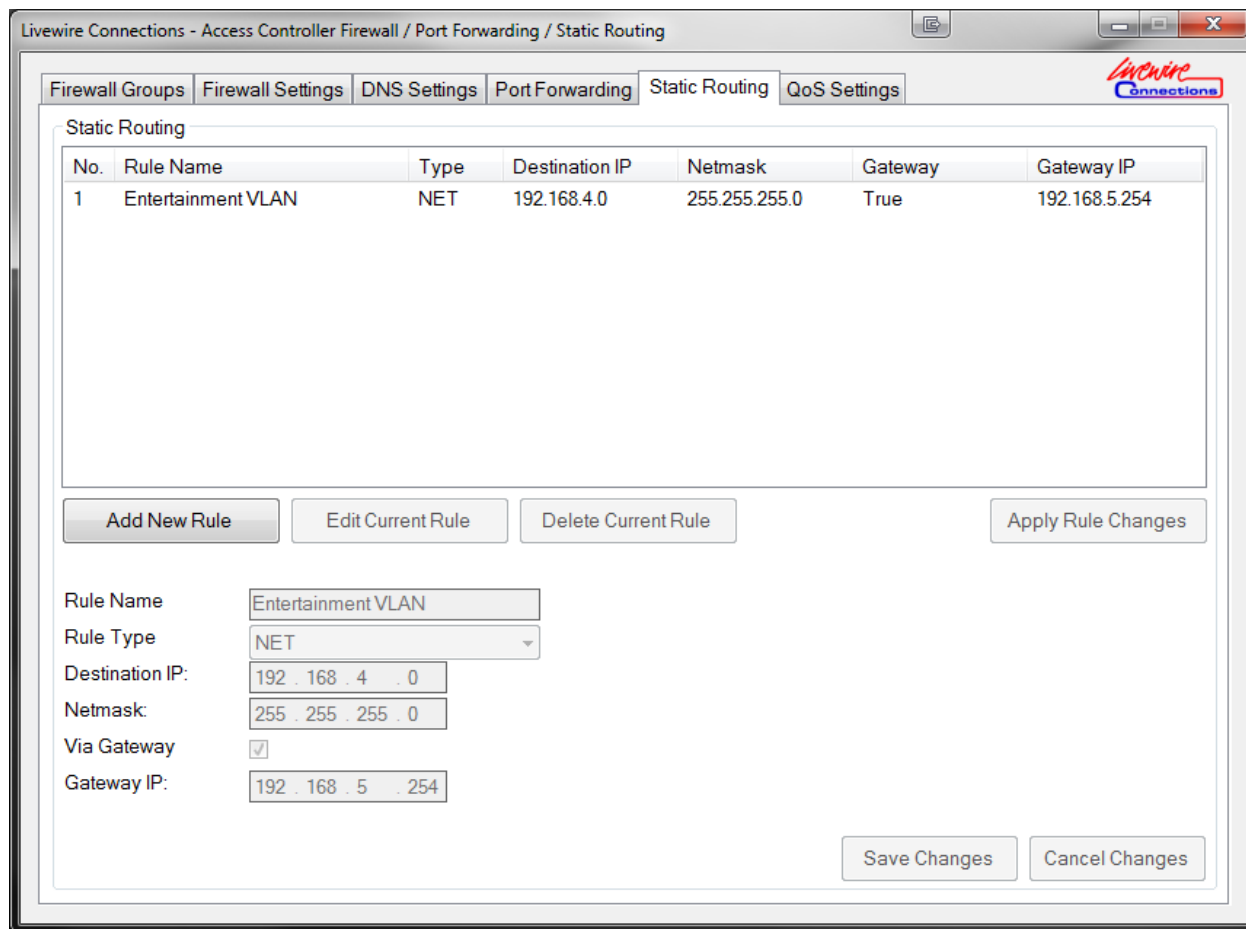 Livewire Connections - Access Controller Firewall / Port Forwarding / Static Routing
Livewire
Connections
Firewall Groups Firewall Settings DNS Settings Port Forwarding Static Routing QoS Settings
Static Routing
No. Rule Name Type Destination IP Netmask Gateway Gateway IP
1 Entertainment VLAN NET 192.168.4.0 255.255.255.0 True 192.168.5.254
Add New Rule Edit Current Rule Delete Current Rule Apply Rule Changes
Rule Name Entertainment VLAN
Rule Type NET
Destination IP: 192 . 168 . 4 . 0
Netmask: 255 . 255 . 255 . 0
Via Gateway
Gateway IP: 192 . 168 . 5 . 254
Save Changes Cancel Changes